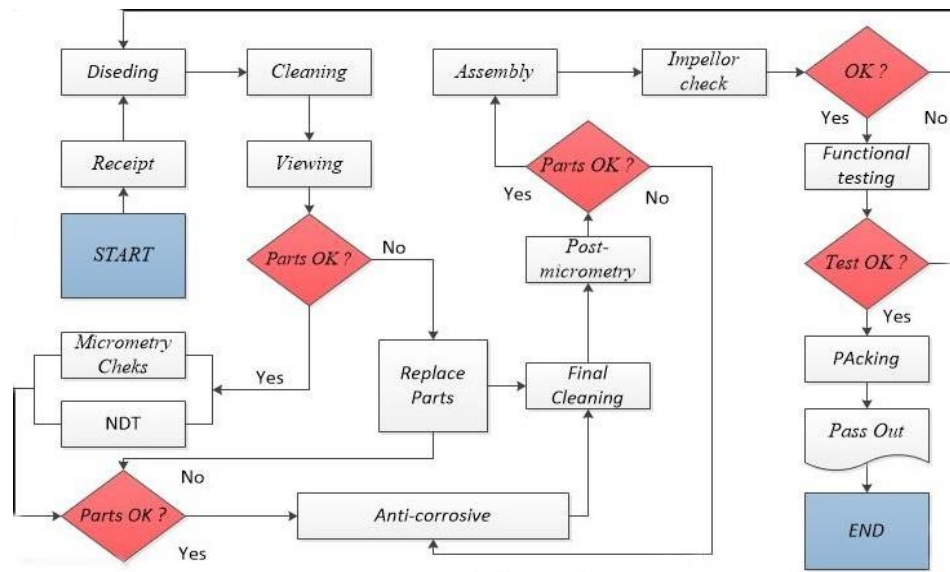 Diseding
Cleaning
Assembly
Impellor
check
OK ?
Yes
No
Receipt
Viewing
Parts OK ?
Yes
No
Functional
testing
START
Parts OK ?
No
Yes
Post-
micrometry
Test OK ?
Yes
Micrometry
Cheks
NDT
Replace
Parts
Final
Cleaning
PAcking
Pass Out
Parts OK ?
No
Yes
Anti-corrosive
END